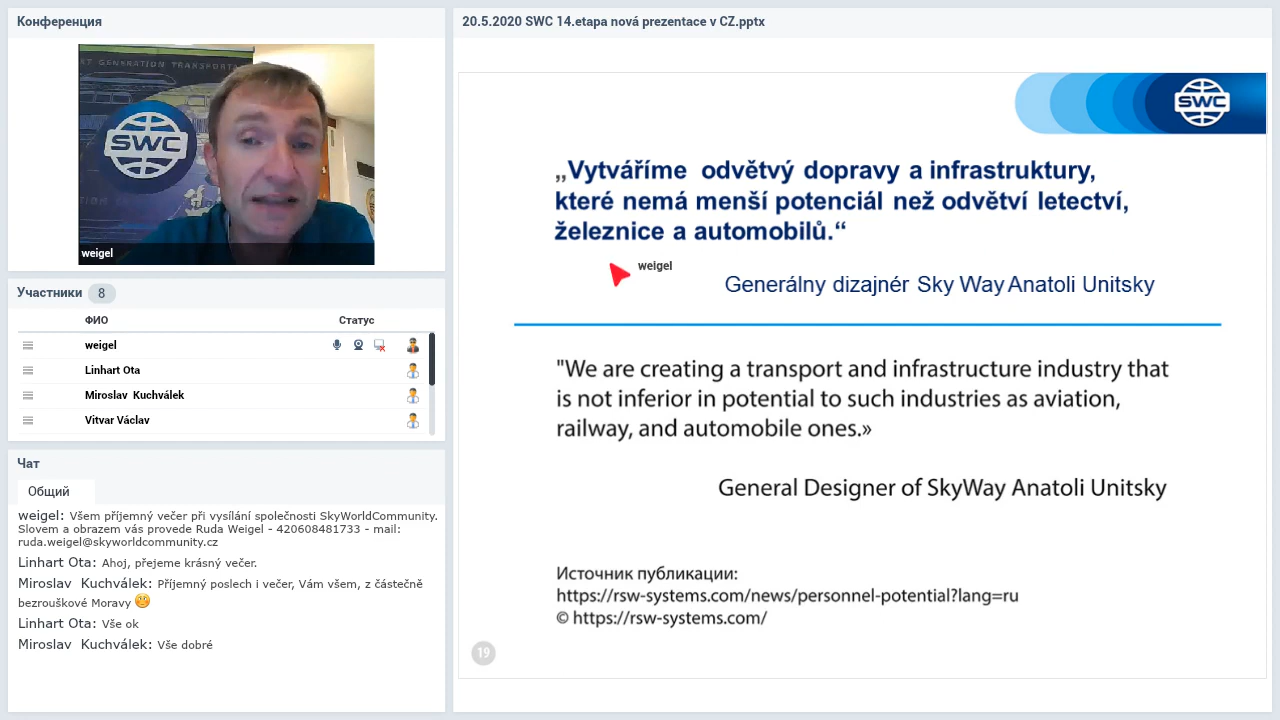 Конференция
XT GENERATION TRANSPORTA
SWC
weigel
Участники 8
ФИО Статус
weigel
Linhart Ota
Miroslav Kuchválek
Vitvar Václav
Чат
Общий
weigel: Všem příjemný večer při vysílání společnosti SkyWorldCommunity.
Slovem a obrazem vás provede Ruda Weigel - 420608481733 - mail:
ruda.weigel@skyworldcommunity.cz
Linhart Ota: Ahoj, přejeme krásný večer.
Miroslav Kuchválek: Příjemný poslech i večer, Vám všem, z částečně
bezrouškové Moravy
Linhart Ota: Vše ok
Miroslav Kuchválek: Vše dobré
20.5.2020 SWC 14.etapa nová prezentace v CZ.pptx
SWC
„Vytváříme odvětvý dopravy a infrastruktury,
které nemá menší potenciál než odvětví letectví,
železnice a automobilů.“
weigel
Generálny dizajnér Sky Way Anatoli Unitsky
"We are creating a transport and infrastructure industry that
is not inferior in potential to such industries as aviation,
railway, and automobile ones.»
General Designer of SkyWay Anatoli Unitsky
Источник публикации:
https://rsw-systems.com/news/personnel-potential?lang=ru
© https://rsw-systems.com/
19